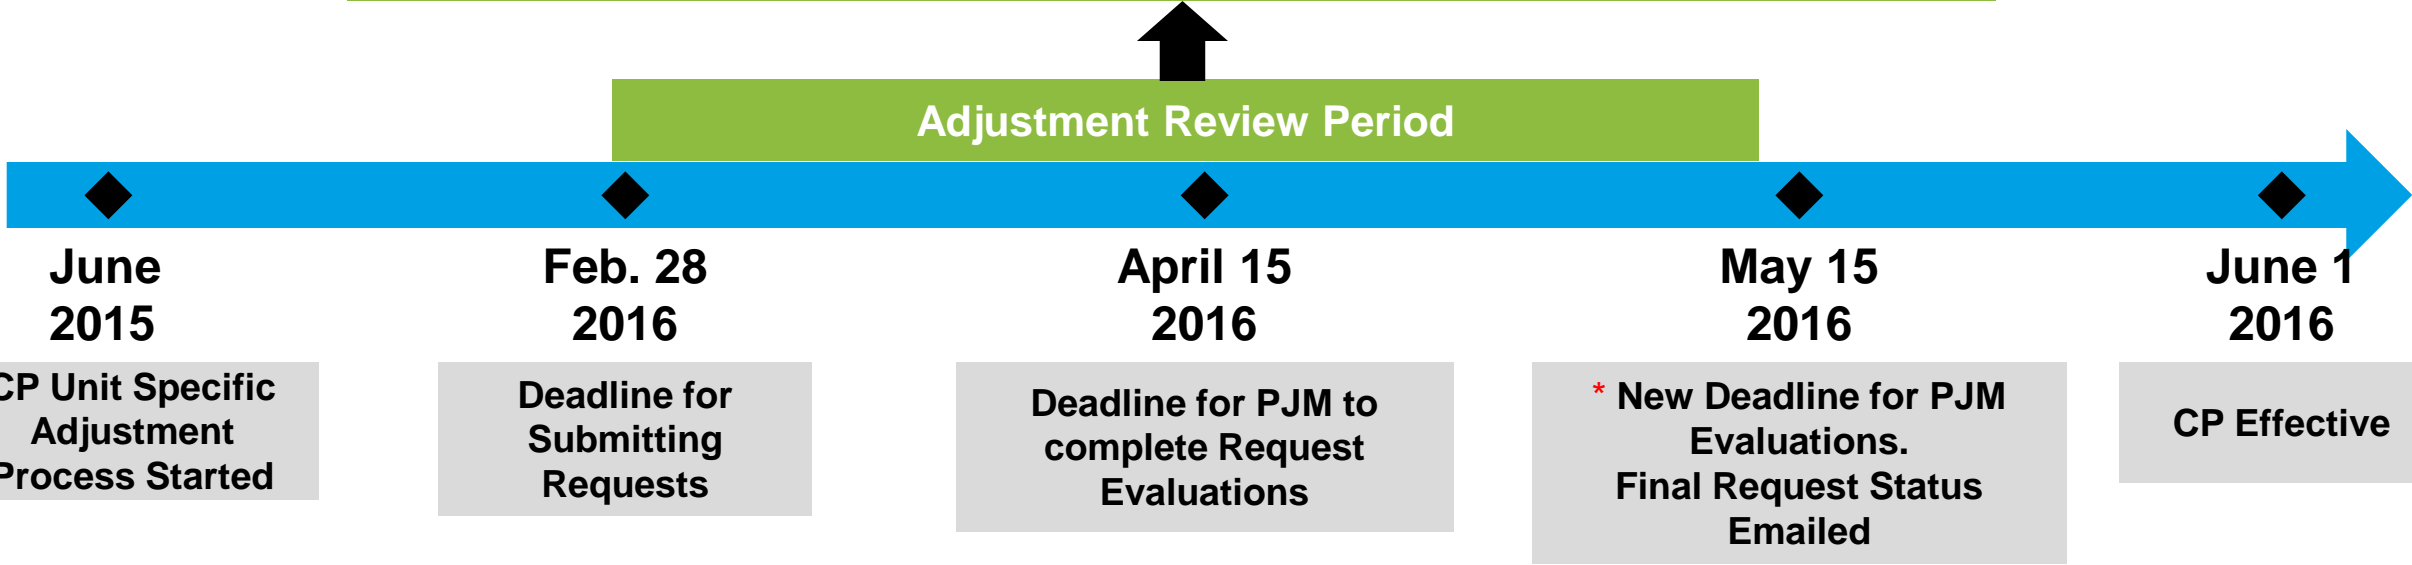 Adjustment Review Period
June
2015
Feb. 28
2016
April 15
2016
May 15
2016
June 1
2016
CP Unit Specific
Adjustment
Process Started
Deadline for
Submitting
Requests
Deadline for PJM to
complete Request
Evaluations
* New Deadline for PJM
Evaluations.
Final Request Status
Emailed
CP Effective